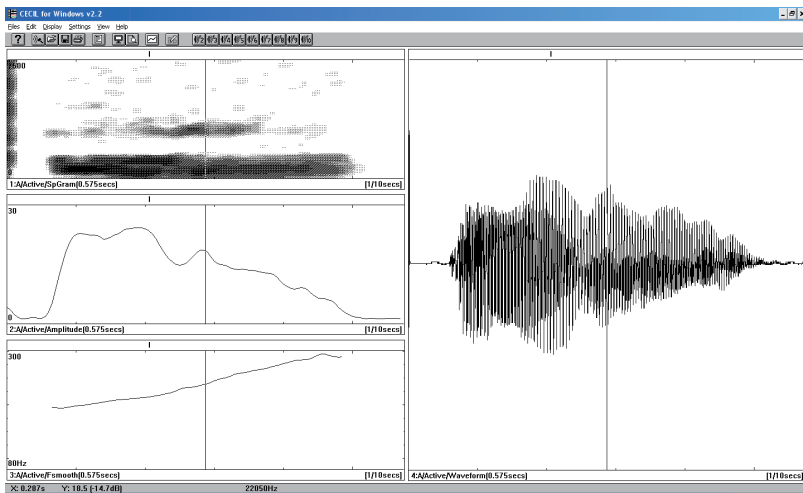 CECIL for Windows v2.2
Files Edit Display Settings View Help
I
2600
0
1:A/Active/SpGram(0.575secs) [1/10secs]
I
30
0
2:A/Active/Amplitude(0.575secs) [1/10secs]
I
300
80Hz
3:A/Active/Fsmooth(0.575secs) [1/10secs]
I
4:A/Active/Waveform(0.575secs) [1/10secs]
X: 0.287s Y: 18.5 (-14.7dB) 22050Hz